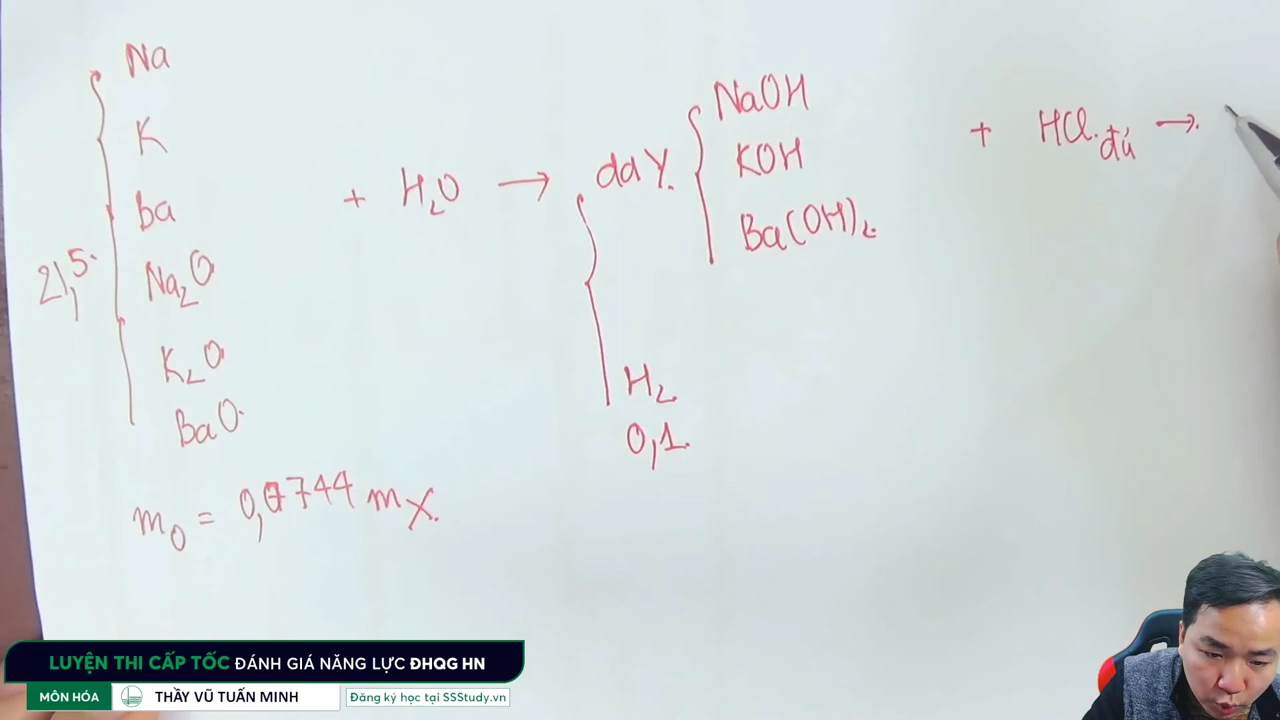 Na
K
Ba
21,5.
Na₂O
K₂O
BaO.
+ H₂O →
dd Y.
NaOH
KOH
Ba(OH)₂.
H₂
0,1.
+ HCl đủ →
m_O = 0,0744 m_X.
LUYỆN THI CẤP TỐC ĐÁNH GIÁ NĂNG LỰC ĐHQG HN
MÔN HÓA
THẦY VŨ TUẤN MINH
Đăng ký học tại SSStudy.vn